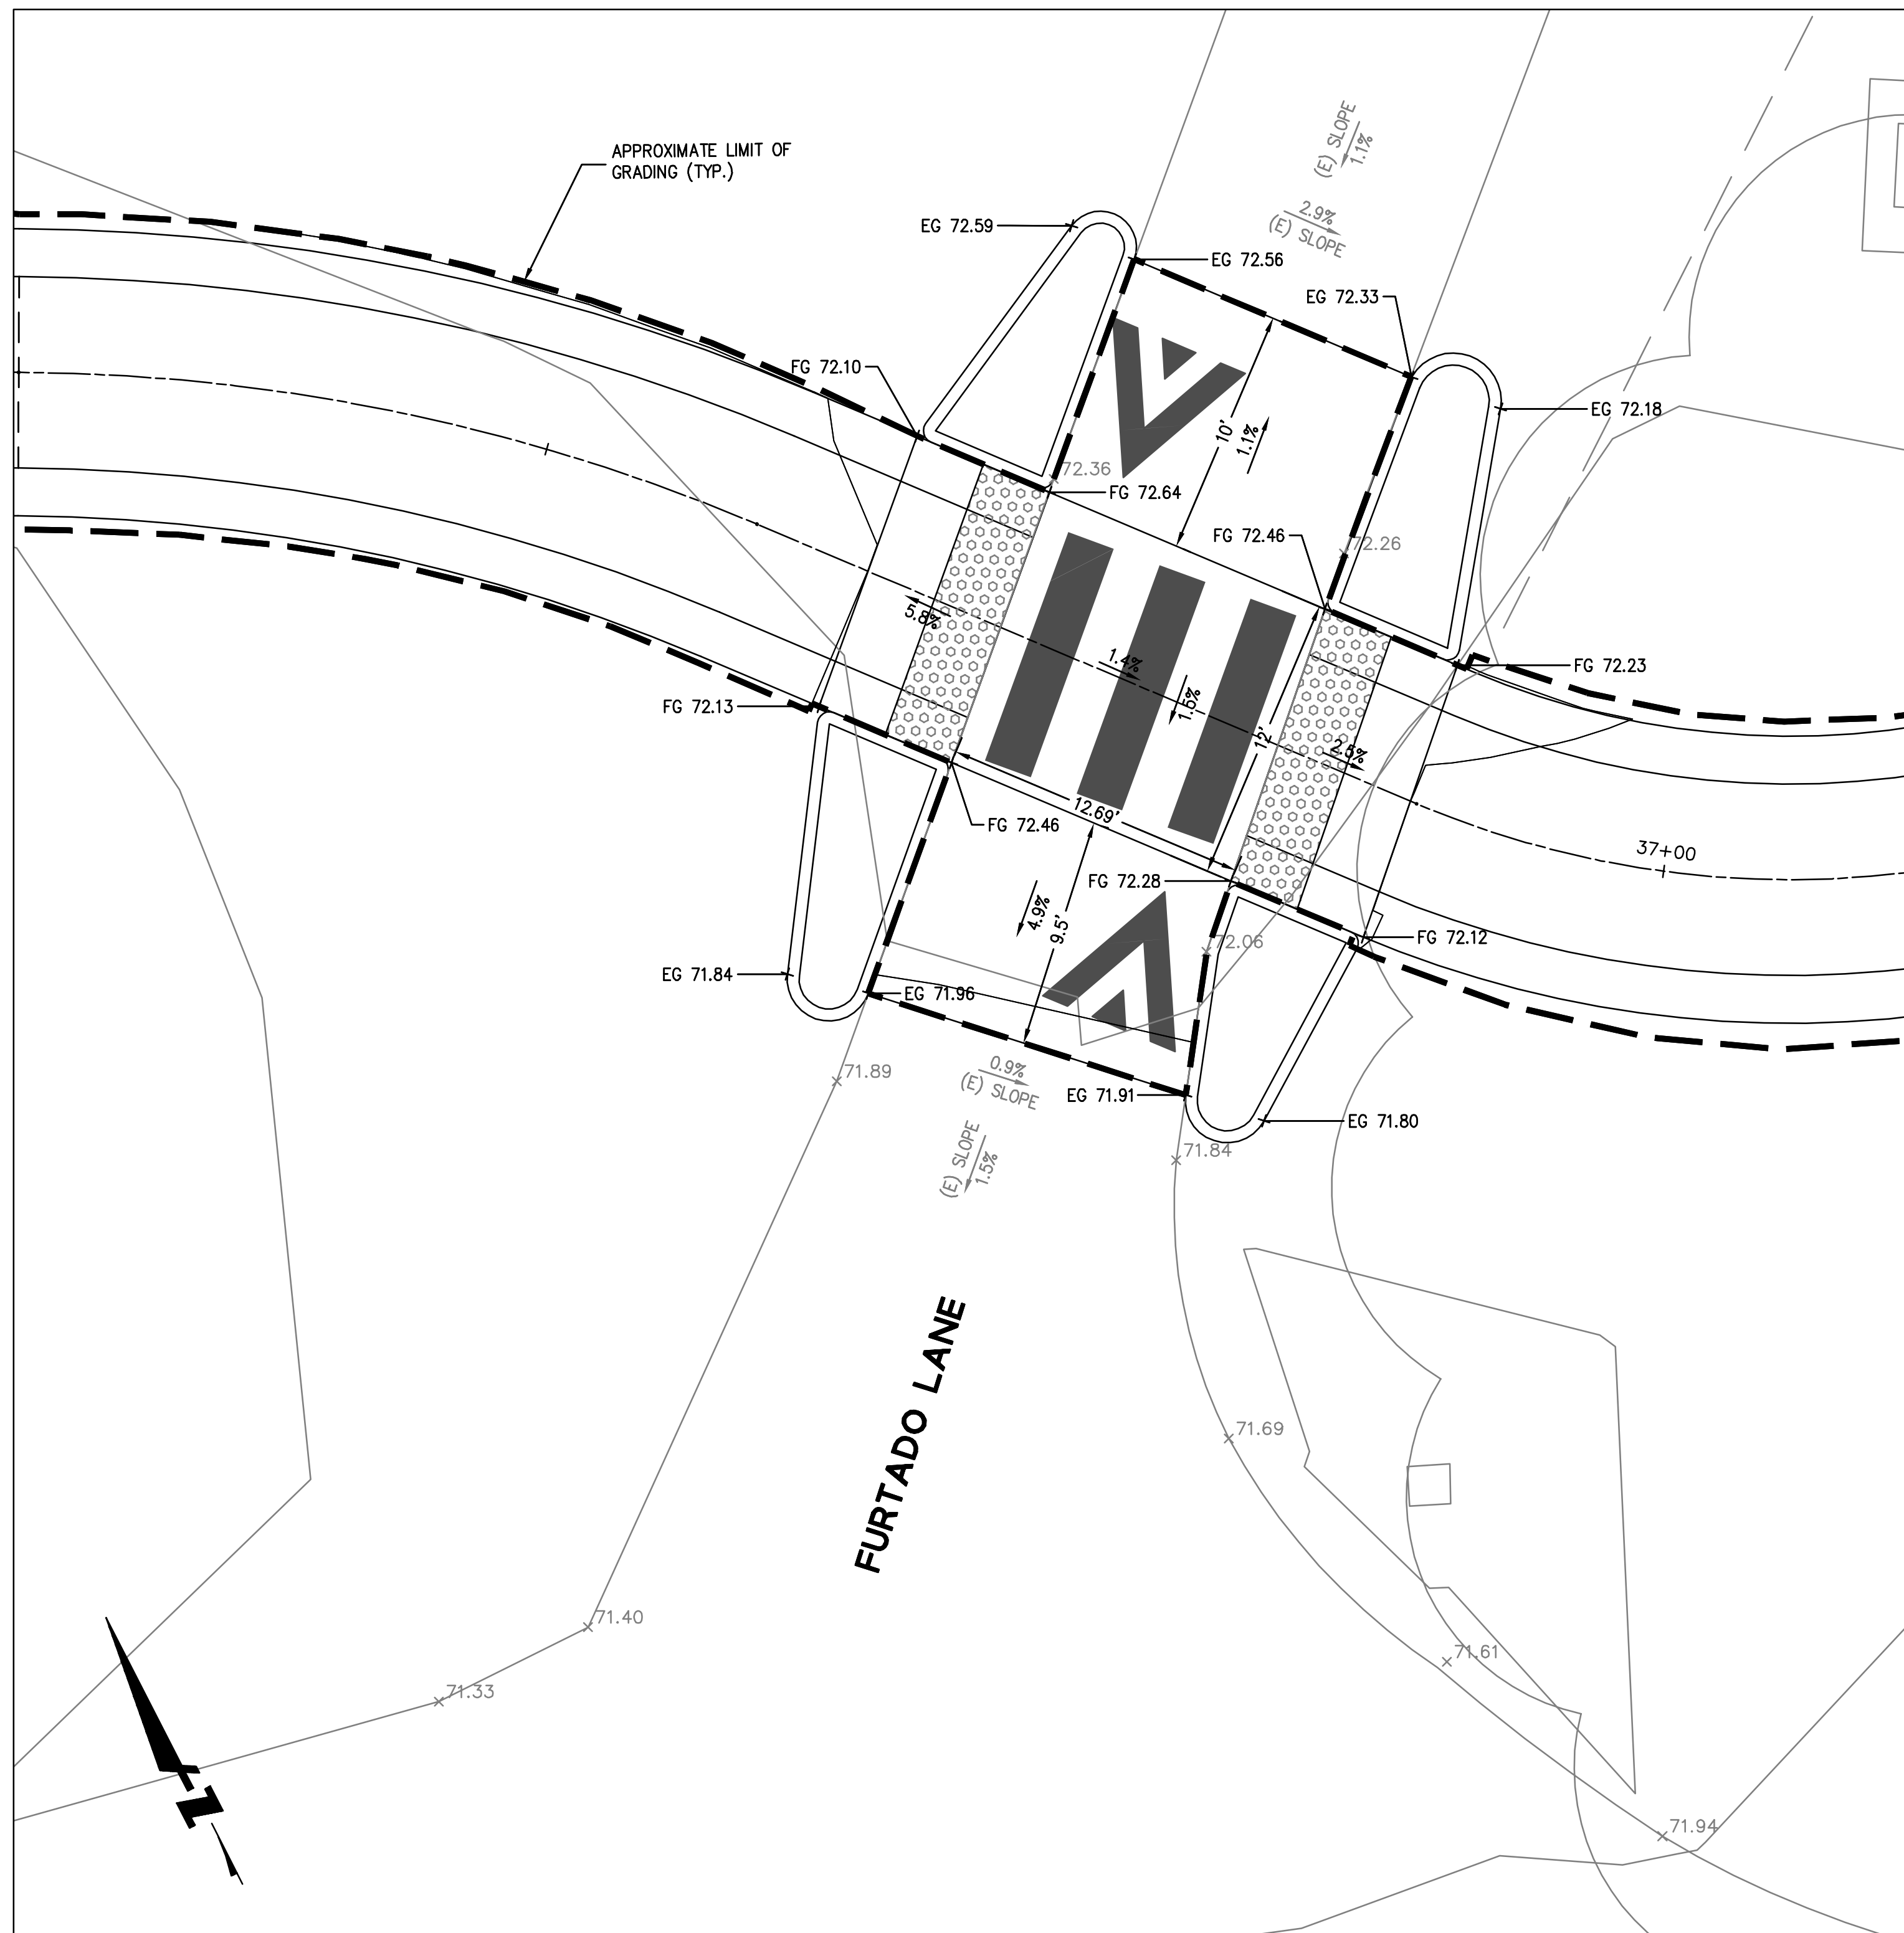 (E) SLOPE
1.1%
APPROXIMATE LIMIT OF
GRADING (TYP.)
2.9%
(E) SLOPE
EG 72.59
EG 72.56
EG 72.33
FG 72.10
EG 72.18
10'
1.1%
72.36
FG 72.64
FG 72.46
72.26
5.8%
1.4%
1.5%
FG 72.23
FG 72.13
12'
2.5%
12.69'
FG 72.46
37+00
FG 72.28
4.9%
9.5'
72.06
FG 72.12
EG 71.84
EG 71.96
71.89
0.9%
(E) SLOPE
EG 71.91
EG 71.80
(E) SLOPE
1.5%
71.84
FURTADO LANE
71.69
71.40
71.61
71.33
71.94
N